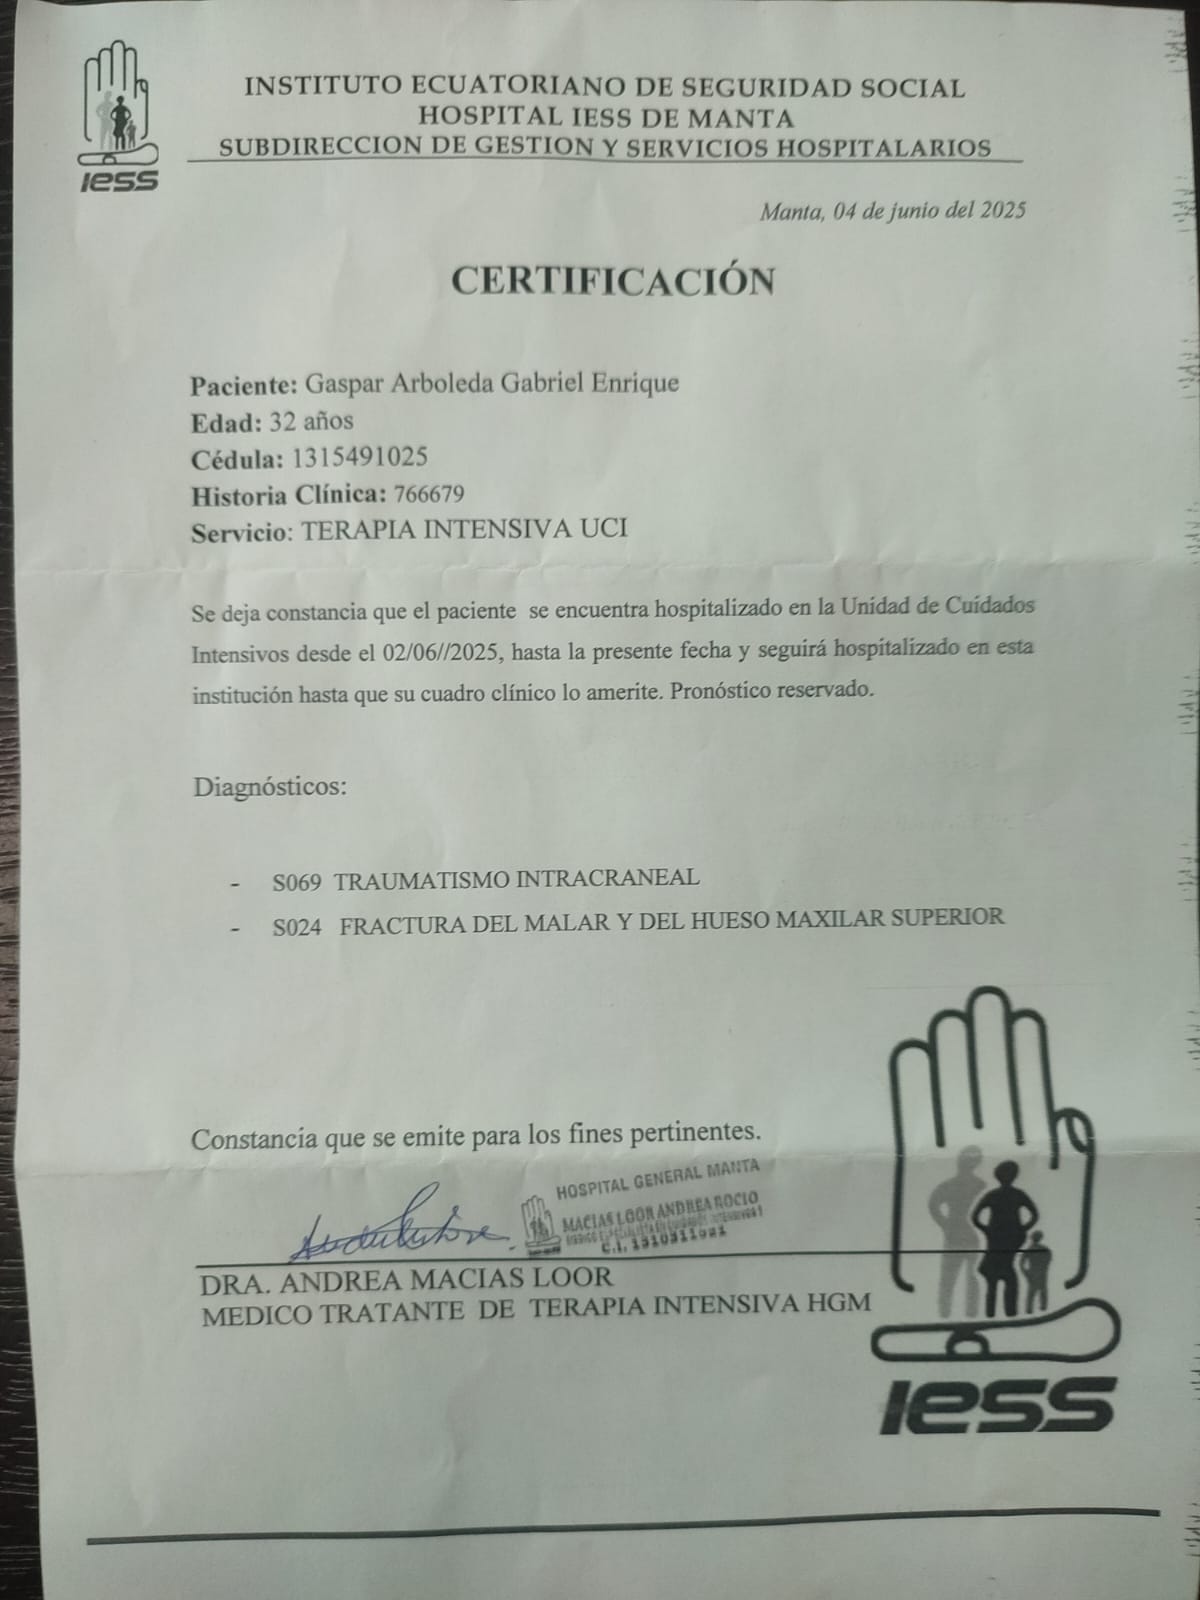 INSTITUTO ECUATORIANO DE SEGURIDAD SOCIAL
HOSPITAL IESS DE MANTA
SUBDIRECCION DE GESTION Y SERVICIOS HOSPITALARIOS
IESS
Manta, 04 de junio del 2025
CERTIFICACIÓN
Paciente: Gaspar Arboleda Gabriel Enrique
Edad: 32 años
Cédula: 1315491025
Historia Clínica: 766679
Servicio: TERAPIA INTENSIVA UCI
Se deja constancia que el paciente se encuentra hospitalizado en la Unidad de Cuidados
Intensivos desde el 02/06//2025, hasta la presente fecha y seguirá hospitalizado en esta
institución hasta que su cuadro clínico lo amerite. Pronóstico reservado.
Diagnósticos:
- S069 TRAUMATISMO INTRACRANEAL
- S024 FRACTURA DEL MALAR Y DEL HUESO MAXILAR SUPERIOR
Constancia que se emite para los fines pertinentes.
HOSPITAL GENERAL MANTA
MACIAS LOOR ANDREA ROCIO
C.I.
DRA. ANDREA MACIAS LOOR
MEDICO TRATANTE DE TERAPIA INTENSIVA HGM
IESS